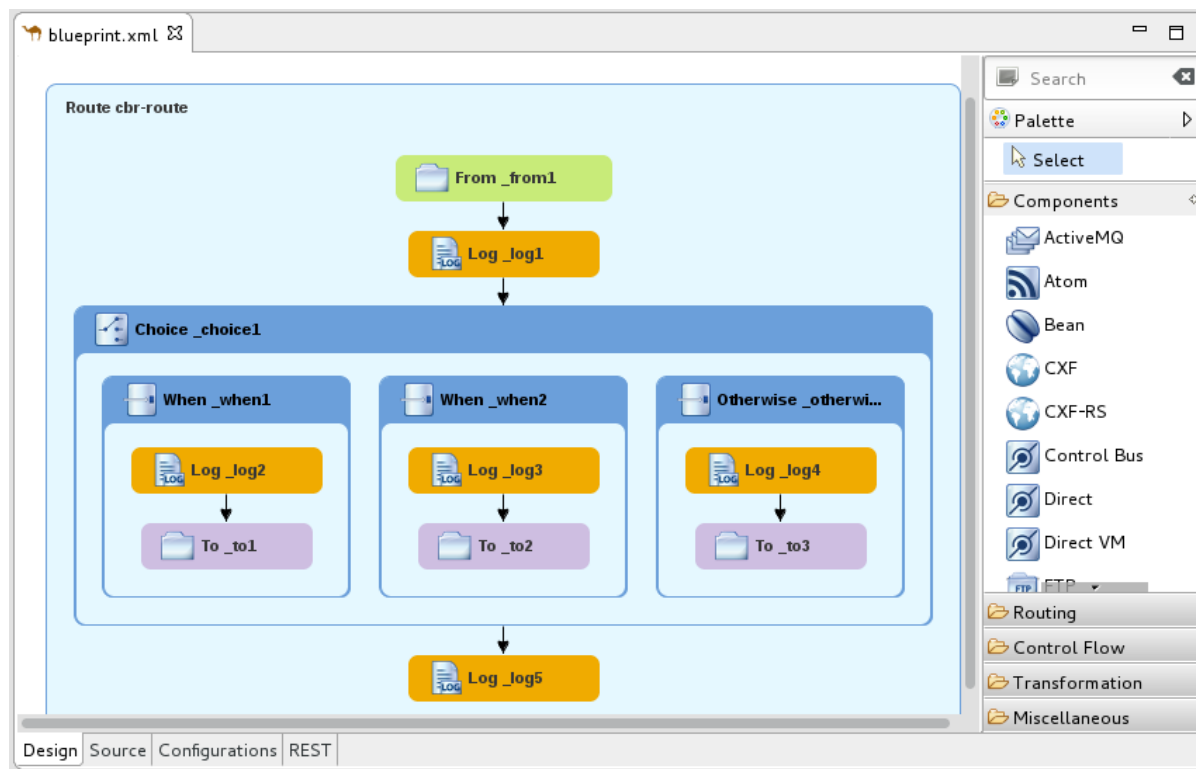 blueprint.xml
Route cbr-route
From _from1
Log _log1
Choice _choice1
When _when1
When _when2
Otherwise _otherwi...
Log _log2
Log _log3
Log _log4
To _to1
To _to2
To _to3
Log _log5
Search
Palette
Select
Components
ActiveMQ
Atom
Bean
CXF
CXF-RS
Control Bus
Direct
Direct VM
FTP
Routing
Control Flow
Transformation
Miscellaneous
Design Source Configurations REST